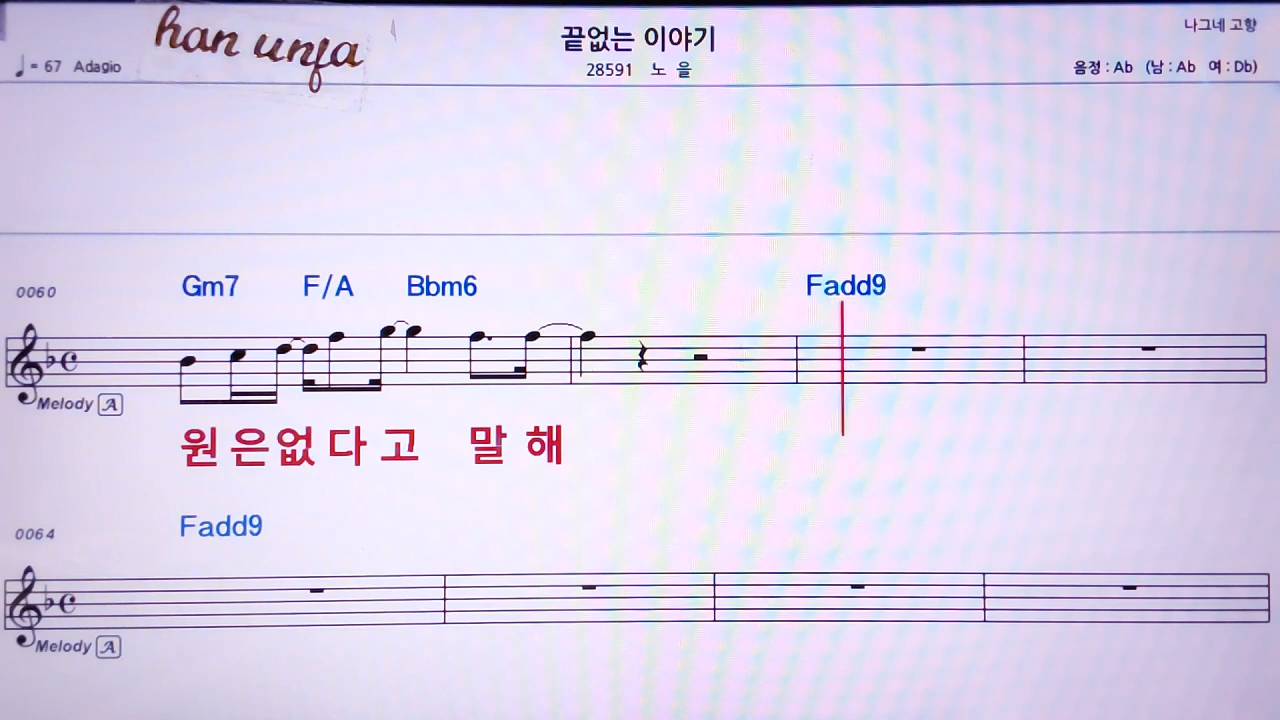 han unfa
끝없는 이야기
나그네 고향
♩= 67 Adagio
28591 노 을
음정 : Ab (남 : Ab 여 : Db)
0060
Gm7 F/A Bbm6 Fadd9
Melody A
원 은 없 다 고 말 해
0064
Fadd9
Melody A